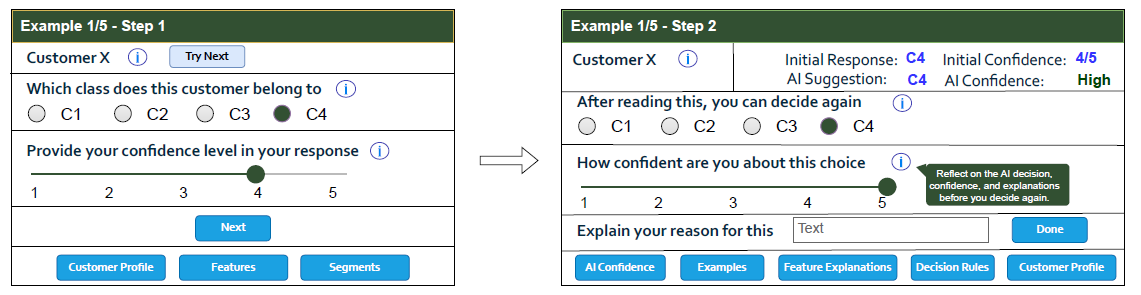 Example 1/5 - Step 1
Customer X i Try Next
Which class does this customer belong to i
C1 C2 C3 C4
Provide your confidence level in your response i
1 2 3 4 5
Next
Customer Profile Features Segments
Example 1/5 - Step 2
Customer X i
Initial Response: C4 Initial Confidence: 4/5
AI Suggestion: C4 AI Confidence: High
After reading this, you can decide again i
C1 C2 C3 C4
How confident are you about this choice i
Reflect on the AI decision,
confidence, and explanations
before you decide again.
1 2 3 4 5
Explain your reason for this Text Done
AI Confidence Examples Feature Explanations Decision Rules Customer Profile